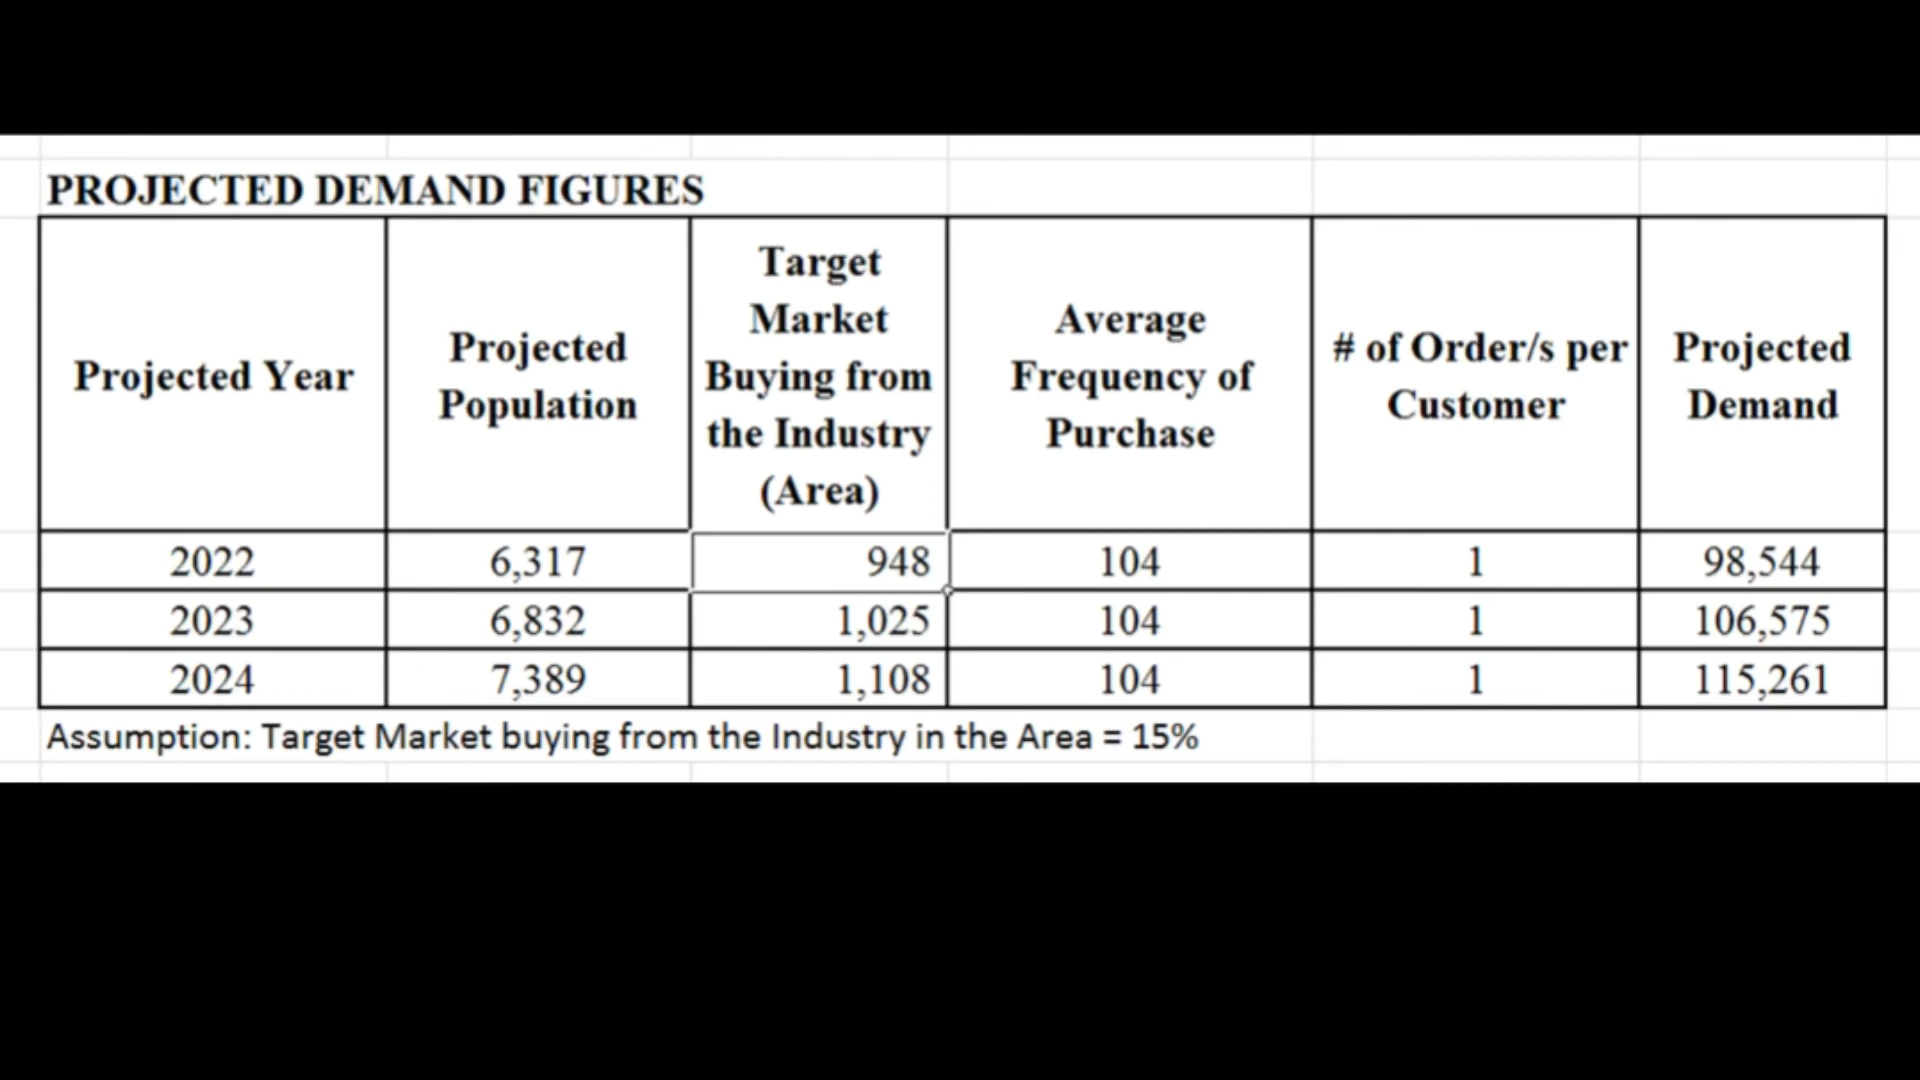 PROJECTED DEMAND FIGURES
Projected Year
Projected
Population
Target
Market
Buying from
the Industry
(Area)
Average
Frequency of
Purchase
# of Order/s per
Customer
Projected
Demand
2022 6,317 948 104 1 98,544
2023 6,832 1,025 104 1 106,575
2024 7,389 1,108 104 1 115,261
Assumption: Target Market buying from the Industry in the Area = 15%